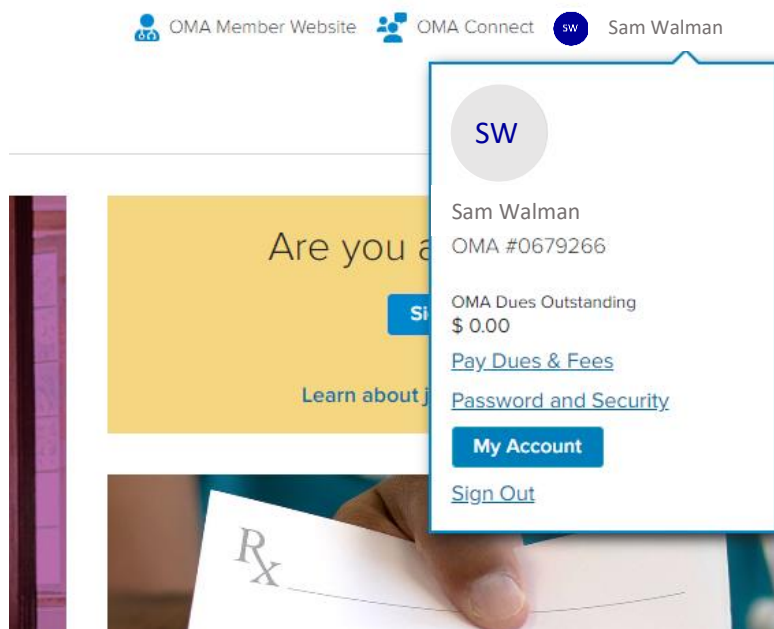 OMA Member Website OMA Connect SW Sam Walman
SW
Sam Walman
OMA #0679266
OMA Dues Outstanding
$ 0.00
Pay Dues & Fees
Password and Security
My Account
Sign Out
Are you a
Si
Learn about j
Rx